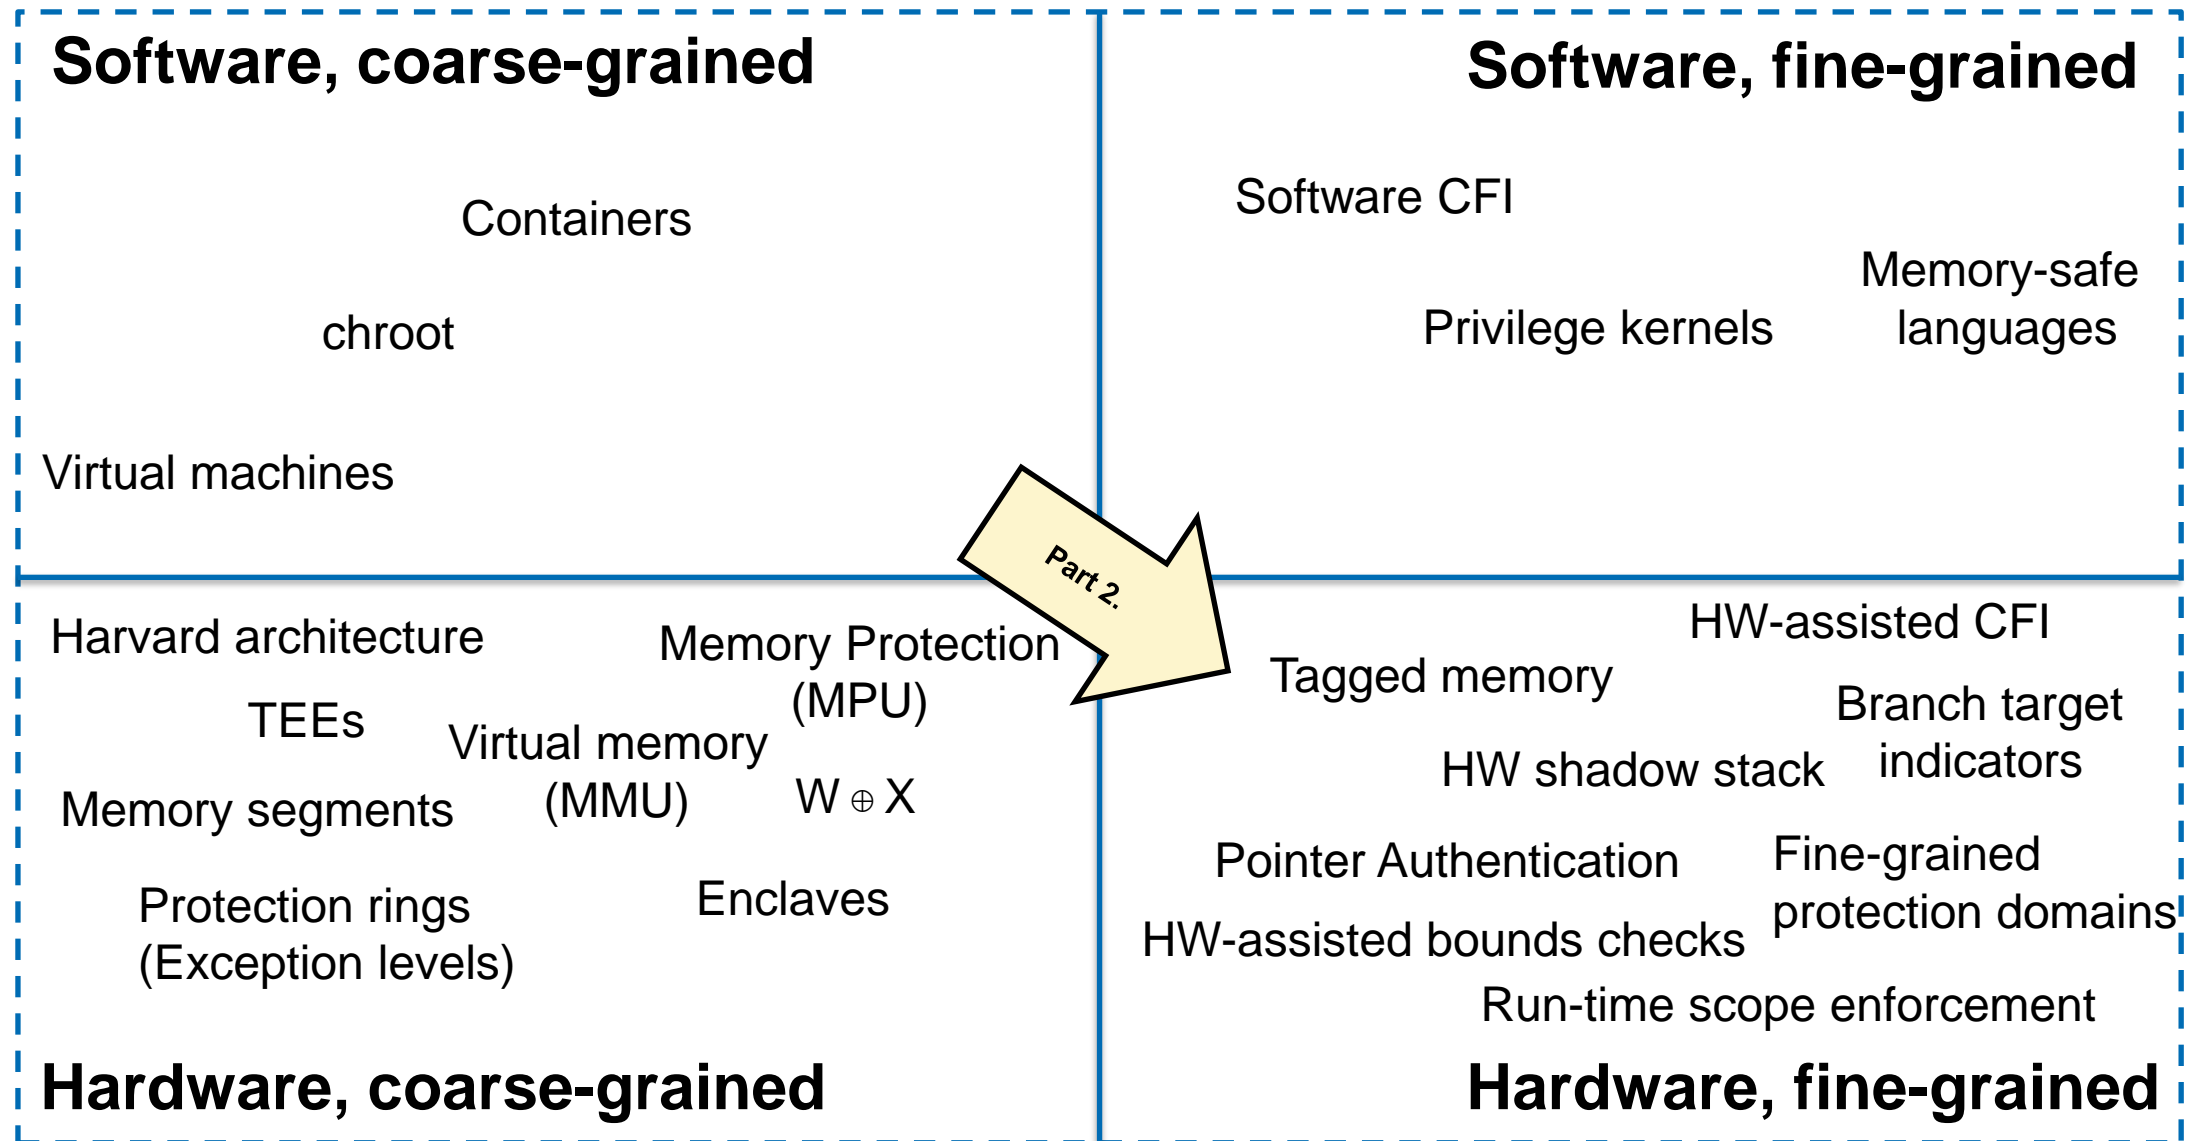 Software, coarse-grained
Containers
chroot
Virtual machines
Software, fine-grained
Software CFI
Memory-safe
languages
Privilege kernels
Part 2.
Harvard architecture
Memory Protection
(MPU)
TEEs
Virtual memory
(MMU)
W ⊕ X
Memory segments
Enclaves
Protection rings
(Exception levels)
Hardware, coarse-grained
HW-assisted CFI
Tagged memory
Branch target
indicators
HW shadow stack
Pointer Authentication
Fine-grained
protection domains
HW-assisted bounds checks
Run-time scope enforcement
Hardware, fine-grained